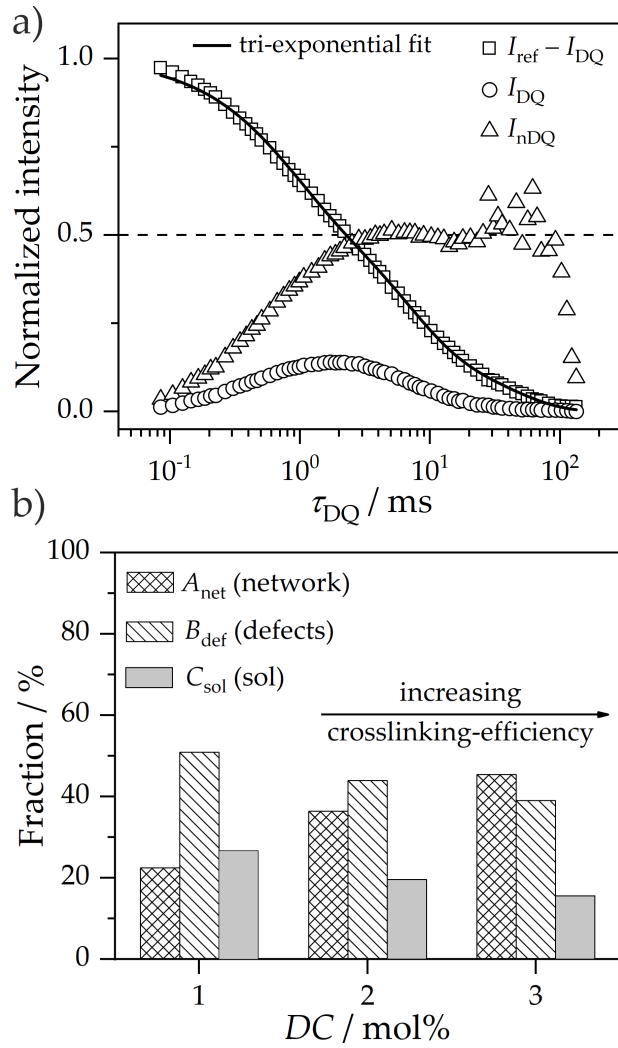 a)
tri-exponential fit
I_ref − I_DQ
I_DQ
I_nDQ
1.0
0.5
0.0
Normalized intensity
10^-1 10^0 10^1 10^2
τ_DQ / ms
b)
100
80
60
40
20
0
Fraction / %
A_net (network)
B_def (defects)
C_sol (sol)
increasing
crosslinking-efficiency
1 2 3
DC / mol%